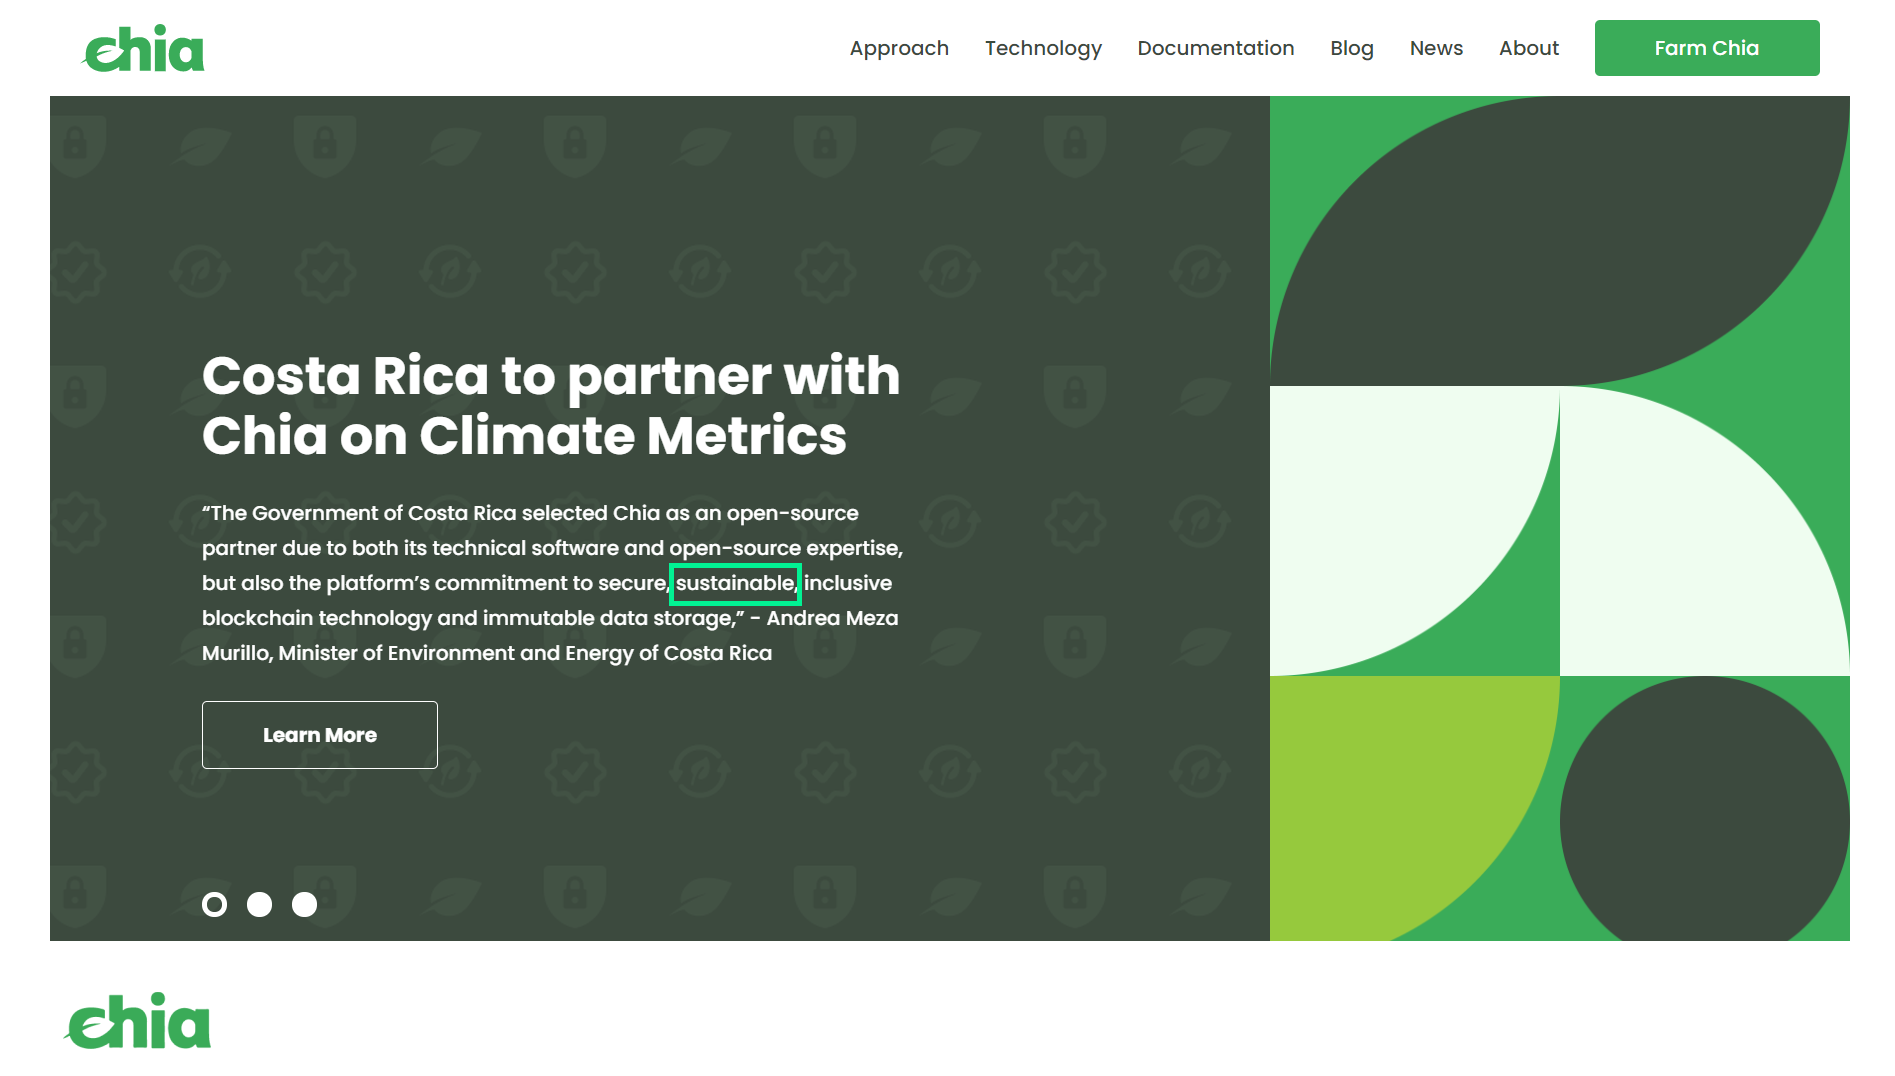 chia
Approach
Technology
Documentation
Blog
News
About
Farm Chia
Costa Rica to partner with
Chia on Climate Metrics
“The Government of Costa Rica selected Chia as an open-source
partner due to both its technical software and open-source expertise,
but also the platform’s commitment to secure, sustainable, inclusive
blockchain technology and immutable data storage,” - Andrea Meza
Murillo, Minister of Environment and Energy of Costa Rica
Learn More
chia